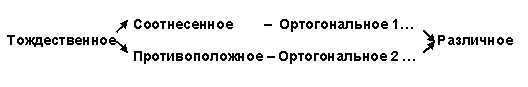 Соотнесенное – Ортогональное 1…
Тождественное Различное
Противоположное – Ортогональное 2 …